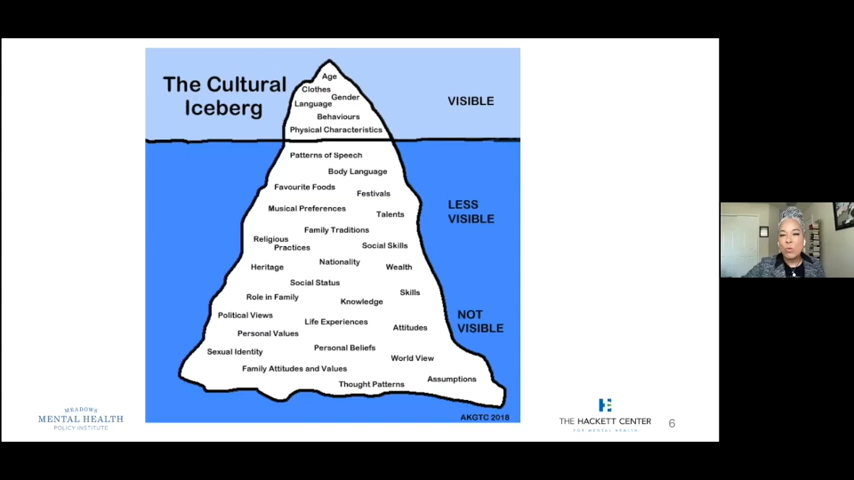 The Cultural
Iceberg
VISIBLE
Age
Clothes
Gender
Language
Behaviours
Physical Characteristics
Patterns of Speech
Body Language
Favourite Foods
Festivals
LESS
VISIBLE
Musical Preferences
Talents
Family Traditions
Religious
Practices
Social Skills
Nationality
Heritage
Wealth
Social Status
Skills
Role in Family
Knowledge
Political Views
NOT
VISIBLE
Life Experiences
Attitudes
Personal Values
Personal Beliefs
Sexual Identity
World View
Family Attitudes and Values
Assumptions
Thought Patterns
AKGTC 2018
MEADOWS
MENTAL HEALTH
POLICY INSTITUTE
THE HACKETT CENTER
FOR MENTAL HEALTH
6